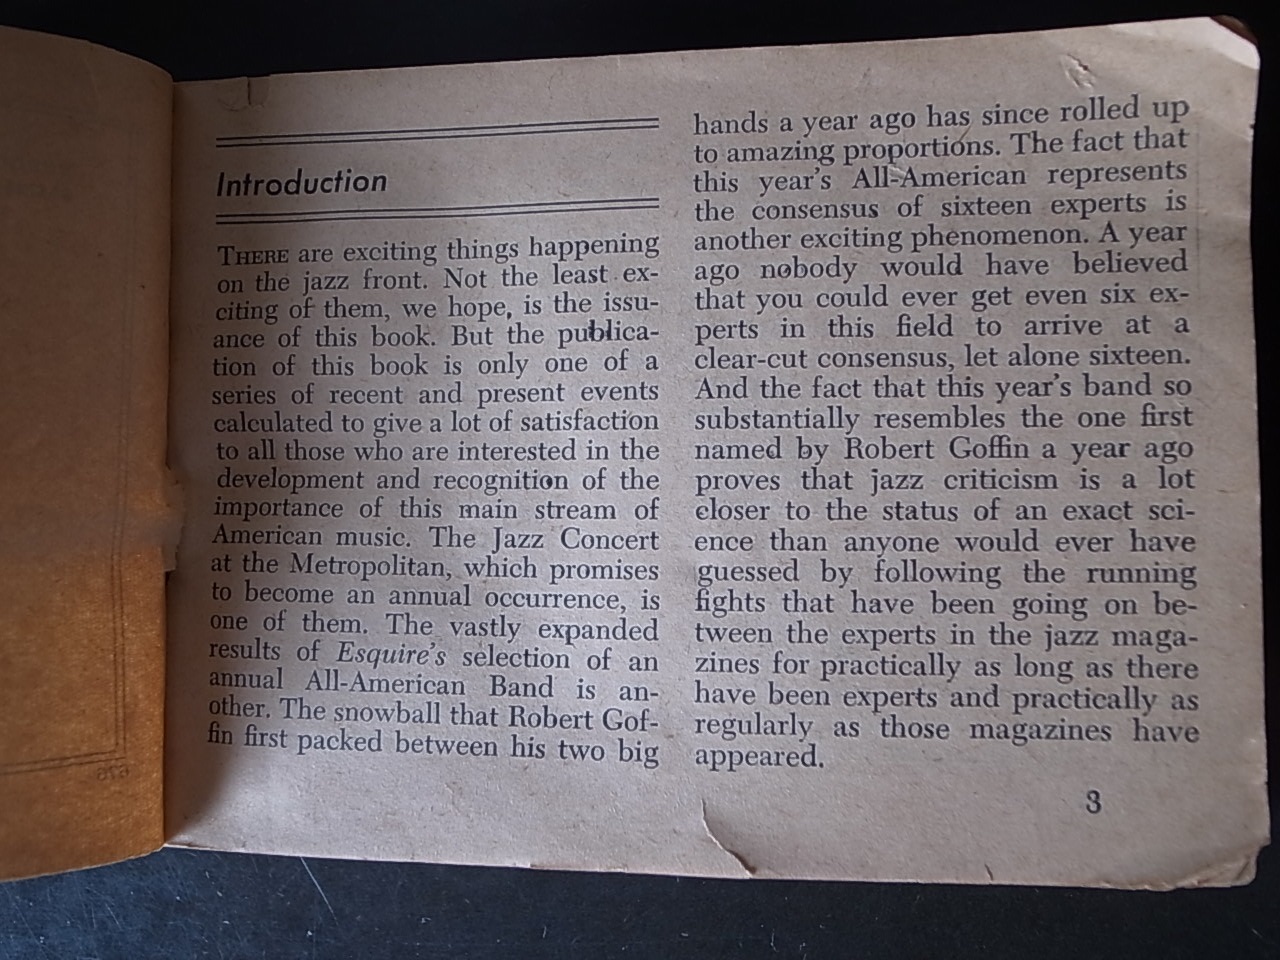 Introduction
THERE are exciting things happening
on the jazz front. Not the least ex-
citing of them, we hope, is the issu-
ance of this book. But the publica-
tion of this book is only one of a
series of recent and present events
calculated to give a lot of satisfaction
to all those who are interested in the
development and recognition of the
importance of this main stream of
American music. The Jazz Concert
at the Metropolitan, which promises
to become an annual occurrence, is
one of them. The vastly expanded
results of Esquire's selection of an
annual All-American Band is an-
other. The snowball that Robert Gof-
fin first packed between his two big
hands a year ago has since rolled up
to amazing proportions. The fact that
this year's All-American represents
the consensus of sixteen experts is
another exciting phenomenon. A year
ago nobody would have believed
that you could ever get even six ex-
perts in this field to arrive at a
clear-cut consensus, let alone sixteen.
And the fact that this year's band so
substantially resembles the one first
named by Robert Goffin a year ago
proves that jazz criticism is a lot
closer to the status of an exact sci-
ence than anyone would ever have
guessed by following the running
fights that have been going on be-
tween the experts in the jazz maga-
zines for practically as long as there
have been experts and practically as
regularly as those magazines have
appeared.
3